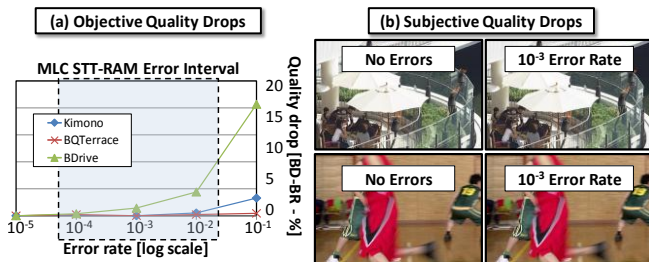 (a) Objective Quality Drops
(b) Subjective Quality Drops
MLC STT-RAM Error Interval
Kimono
BQTerrace
BDrive
20
15
10
5
0
Quality drop [BD-BR - %]
10-5 10-4 10-3 10-2 10-1
Error rate [log scale]
No Errors
10-3 Error Rate
No Errors
10-3 Error Rate